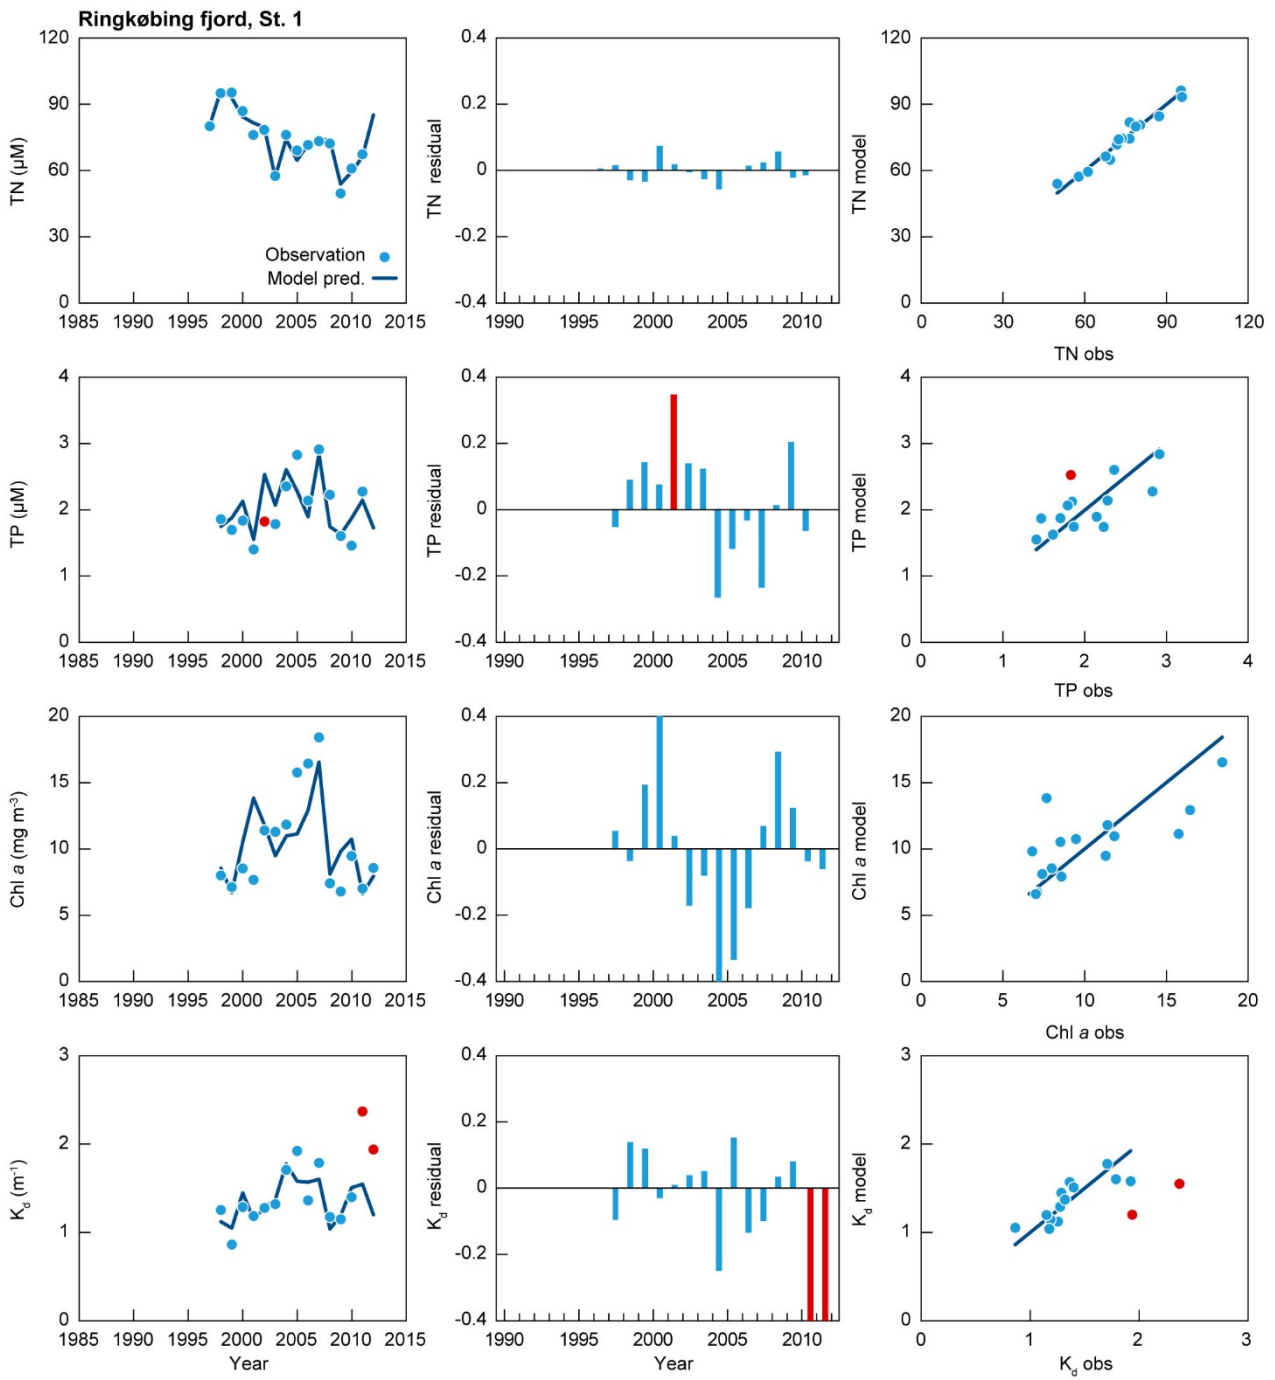 Ringkøbing fjord, St. 1
120
90
60
30
0
TN (µM)
Observation
Model pred.
1985 1990 1995 2000 2005 2010 2015
0.4
0.2
0
-0.2
-0.4
TN residual
1990 1995 2000 2005 2010
120
90
60
30
0
TN model
0 30 60 90 120
TN obs
4
3
2
1
0
TP (µM)
1985 1990 1995 2000 2005 2010 2015
0.4
0.2
0
-0.2
-0.4
TP residual
1990 1995 2000 2005 2010
4
3
2
1
0
TP model
0 1 2 3 4
TP obs
20
15
10
5
0
Chl a (mg m⁻³)
1985 1990 1995 2000 2005 2010 2015
0.4
0.2
0
-0.2
-0.4
Chl a residual
1990 1995 2000 2005 2010
20
15
10
5
0
Chl a model
0 5 10 15 20
Chl a obs
3
2
1
0
K_d (m⁻¹)
1985 1990 1995 2000 2005 2010 2015
Year
0.4
0.2
0
-0.2
-0.4
K_d residual
1990 1995 2000 2005 2010
Year
3
2
1
0
K_d model
0 1 2 3
K_d obs